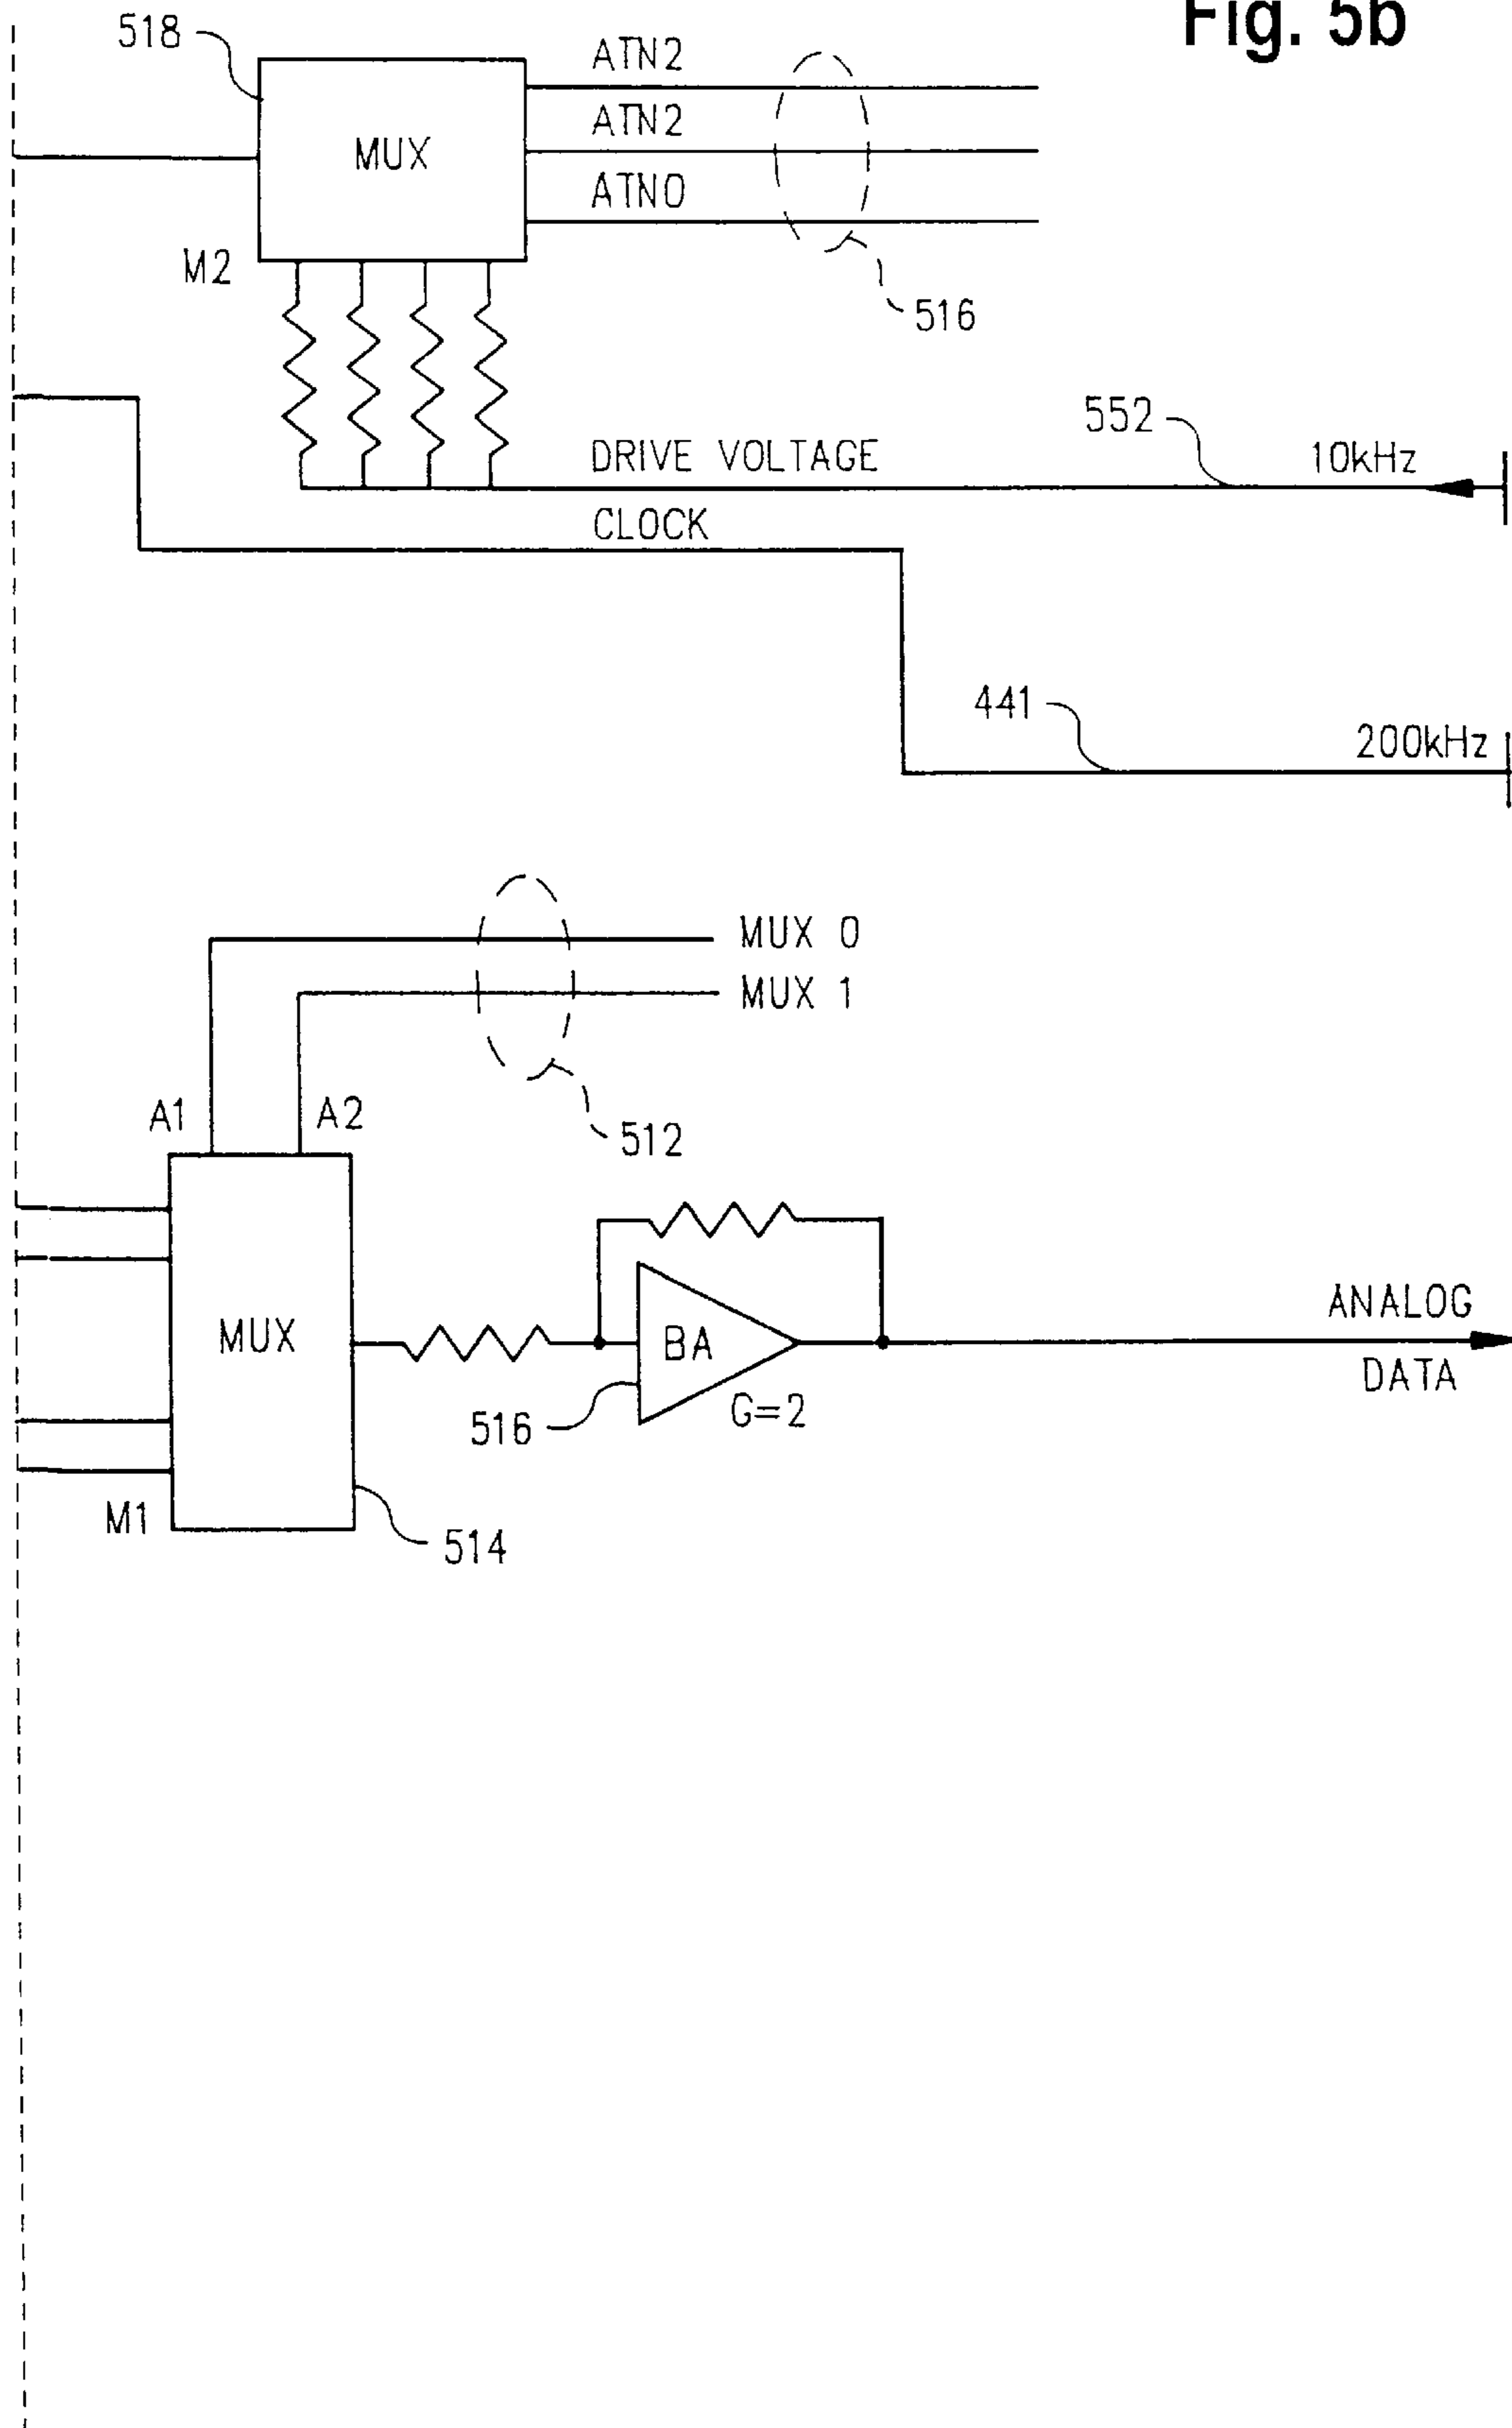 Fig. 5b
518
ATN2
MUX
ATN2
ATN0
M2
516
552
DRIVE VOLTAGE
10kHz
CLOCK
441
200kHz
MUX 0
MUX 1
A1
A2
512
MUX
BA
ANALOG
DATA
516
G=2
M1
514